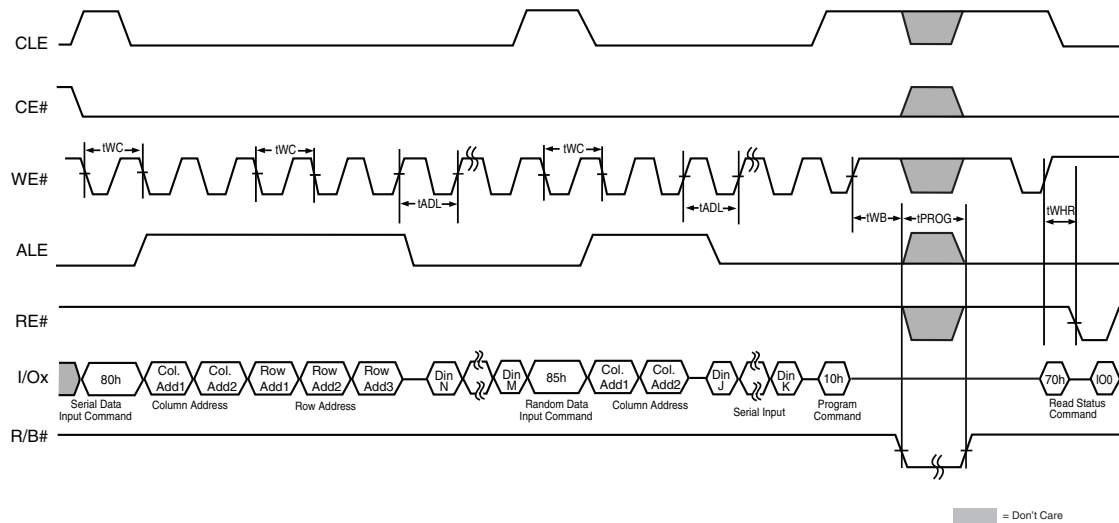 CLE
CE#
tWC
tWC
tWC
WE#
tADL
tADL
tWB
tPROG
tWHR
ALE
RE#
I/Ox
80h
Col. Add1
Col. Add2
Row Add1
Row Add2
Row Add3
Din N
Din M
85h
Col. Add1
Col. Add2
Din J
Din K
10h
70h
IO0
Serial Data Input Command
Column Address
Row Address
Random Data Input Command
Column Address
Serial Input
Program Command
Read Status Command
R/B#
= Don't Care